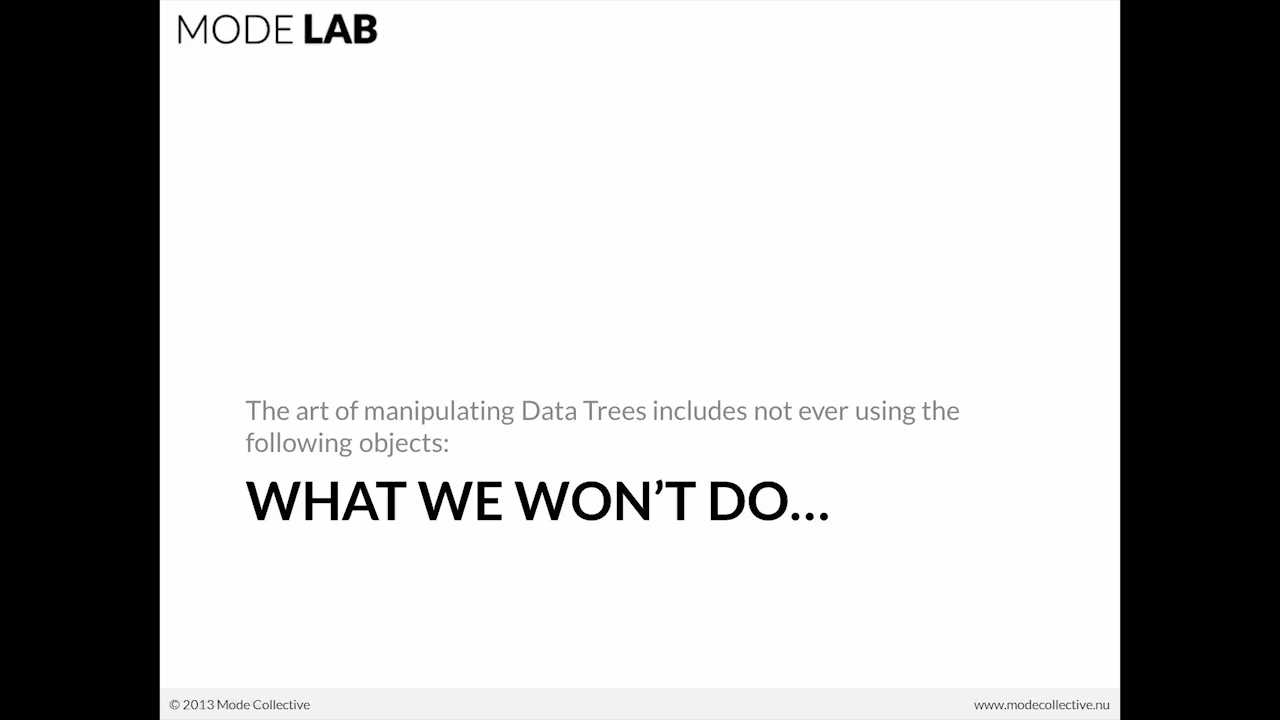 MODE LAB
The art of manipulating Data Trees includes not ever using the
following objects:
WHAT WE WON’T DO…
© 2013 Mode Collective
www.modecollective.nu